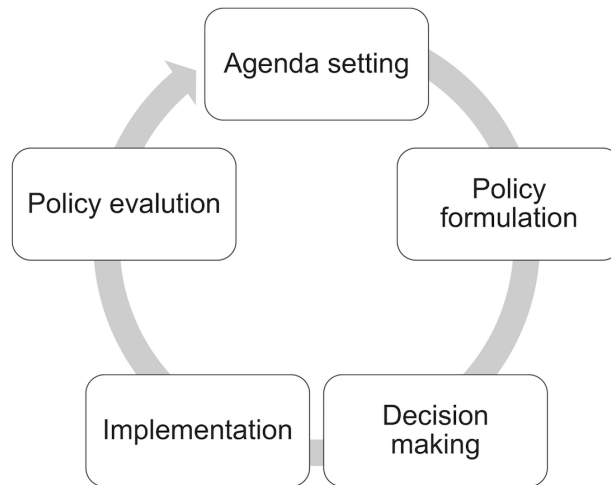 Agenda setting
Policy
formulation
Decision
making
Implementation
Policy evalution